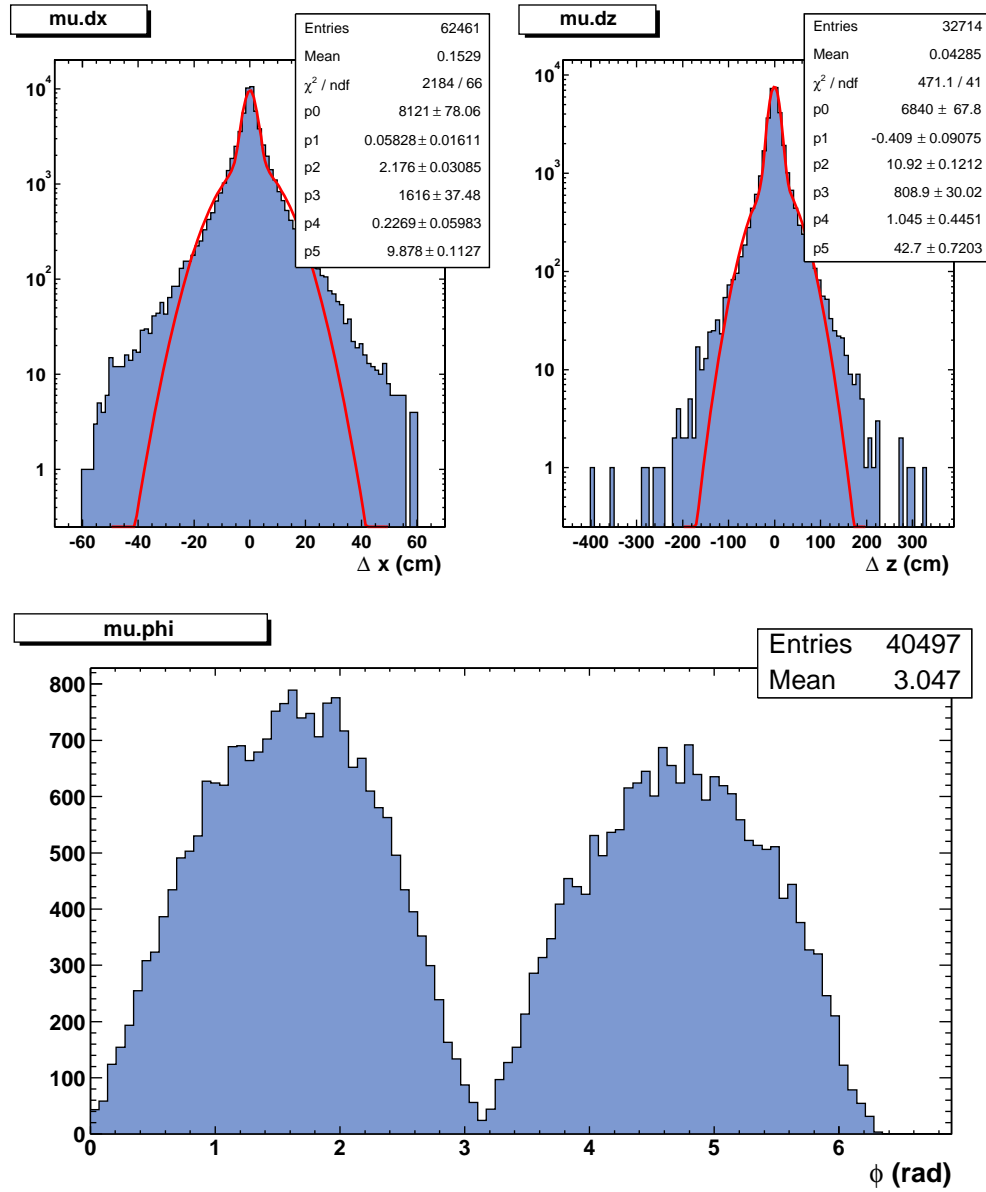 mu.dx
Entries 62461
Mean 0.1529
χ² / ndf 2184 / 66
p0 8121 ± 78.06
p1 0.05828 ± 0.01611
p2 2.176 ± 0.03085
p3 1616 ± 37.48
p4 0.2269 ± 0.05983
p5 9.878 ± 0.1127
10⁴
10³
10²
10
1
-60 -40 -20 0 20 40 60
Δ x (cm)
mu.dz
Entries 32714
Mean 0.04285
χ² / ndf 471.1 / 41
p0 6840 ± 67.8
p1 -0.409 ± 0.09075
p2 10.92 ± 0.1212
p3 808.9 ± 30.02
p4 1.045 ± 0.4451
p5 42.7 ± 0.7203
10⁴
10³
10²
10
1
-400 -300 -200 -100 0 100 200 300
Δ z (cm)
mu.phi
Entries 40497
Mean 3.047
800
700
600
500
400
300
200
100
0
0 1 2 3 4 5 6
ϕ (rad)